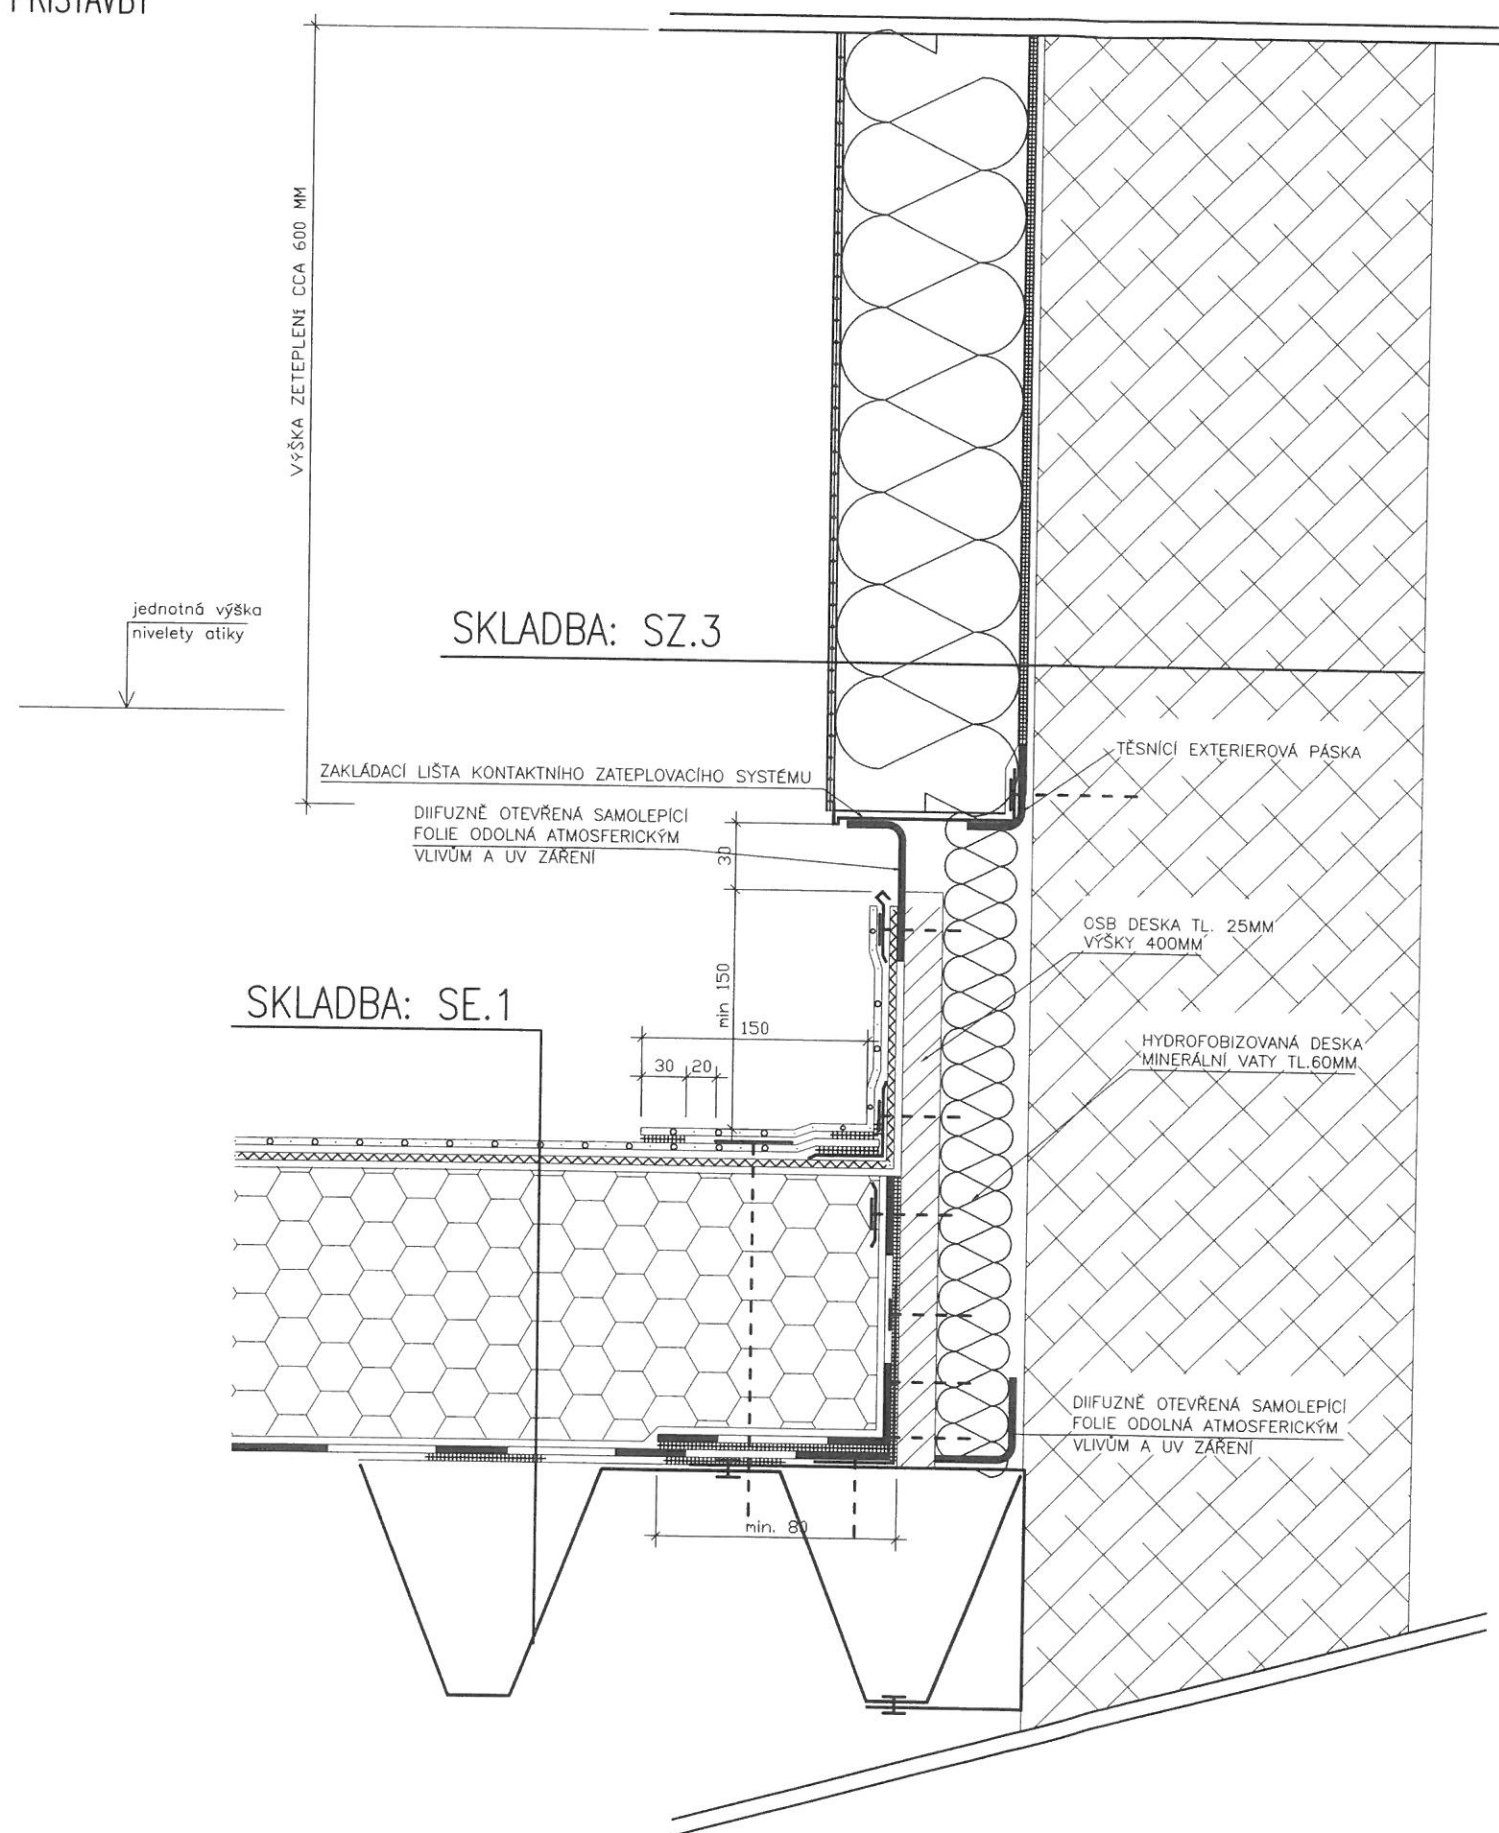 PŘÍSTAVBY
VÝŠKA ZETEPLENÍ CCA 600 MM
jednotná výška
nivelety atiky
SKLADBA: SZ.3
TĚSNÍCÍ EXTERIEROVÁ PÁSKA
ZAKLÁDACÍ LIŠTA KONTAKTNÍHO ZATEPLOVACÍHO SYSTÉMU
DIIFUZNĚ OTEVŘENÁ SAMOLEPÍCÍ
FOLIE ODOLNÁ ATMOSFERICKÝM
VLIVŮM A UV ZÁŘENÍ
30
OSB DESKA TL. 25MM
VÝŠKY 400MM
min 150
SKLADBA: SE.1
150
30
20
HYDROFOBIZOVANÁ DESKA
MINERÁLNÍ VATY TL.60MM
DIIFUZNĚ OTEVŘENÁ SAMOLEPÍCÍ
FOLIE ODOLNÁ ATMOSFERICKÝM
VLIVŮM A UV ZÁŘENÍ
min. 80